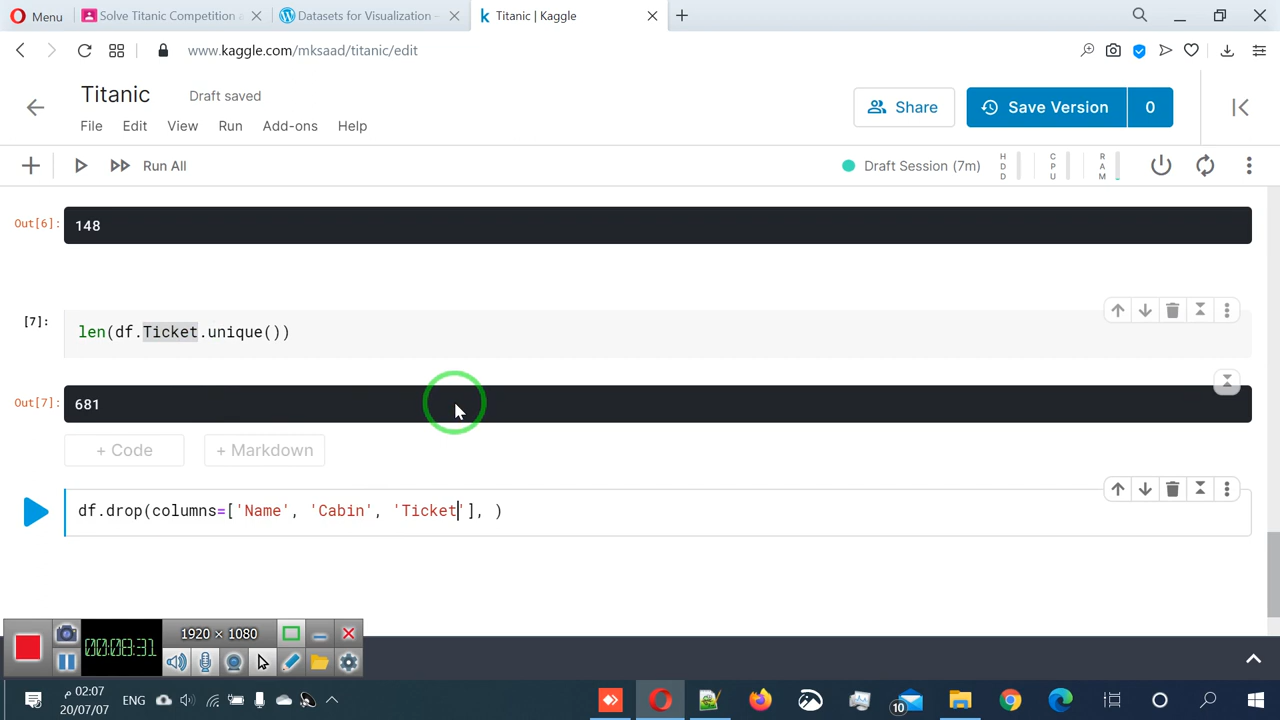 Menu
Solve Titanic Competition
Datasets for Visualization –
Titanic | Kaggle
www.kaggle.com/mksaad/titanic/edit
Titanic
Draft saved
File Edit View Run Add-ons Help
Share
Save Version
0
Run All
Draft Session (7m)
HDD
CPU
RAM
Out[6]:
148
[7]:
len(df.Ticket.unique())
Out[7]:
681
+ Code
+ Markdown
df.drop(columns=['Name', 'Cabin', 'Ticket'], )
00:08:31
1920 × 1080
02:07 م
ENG
20/07/07
10